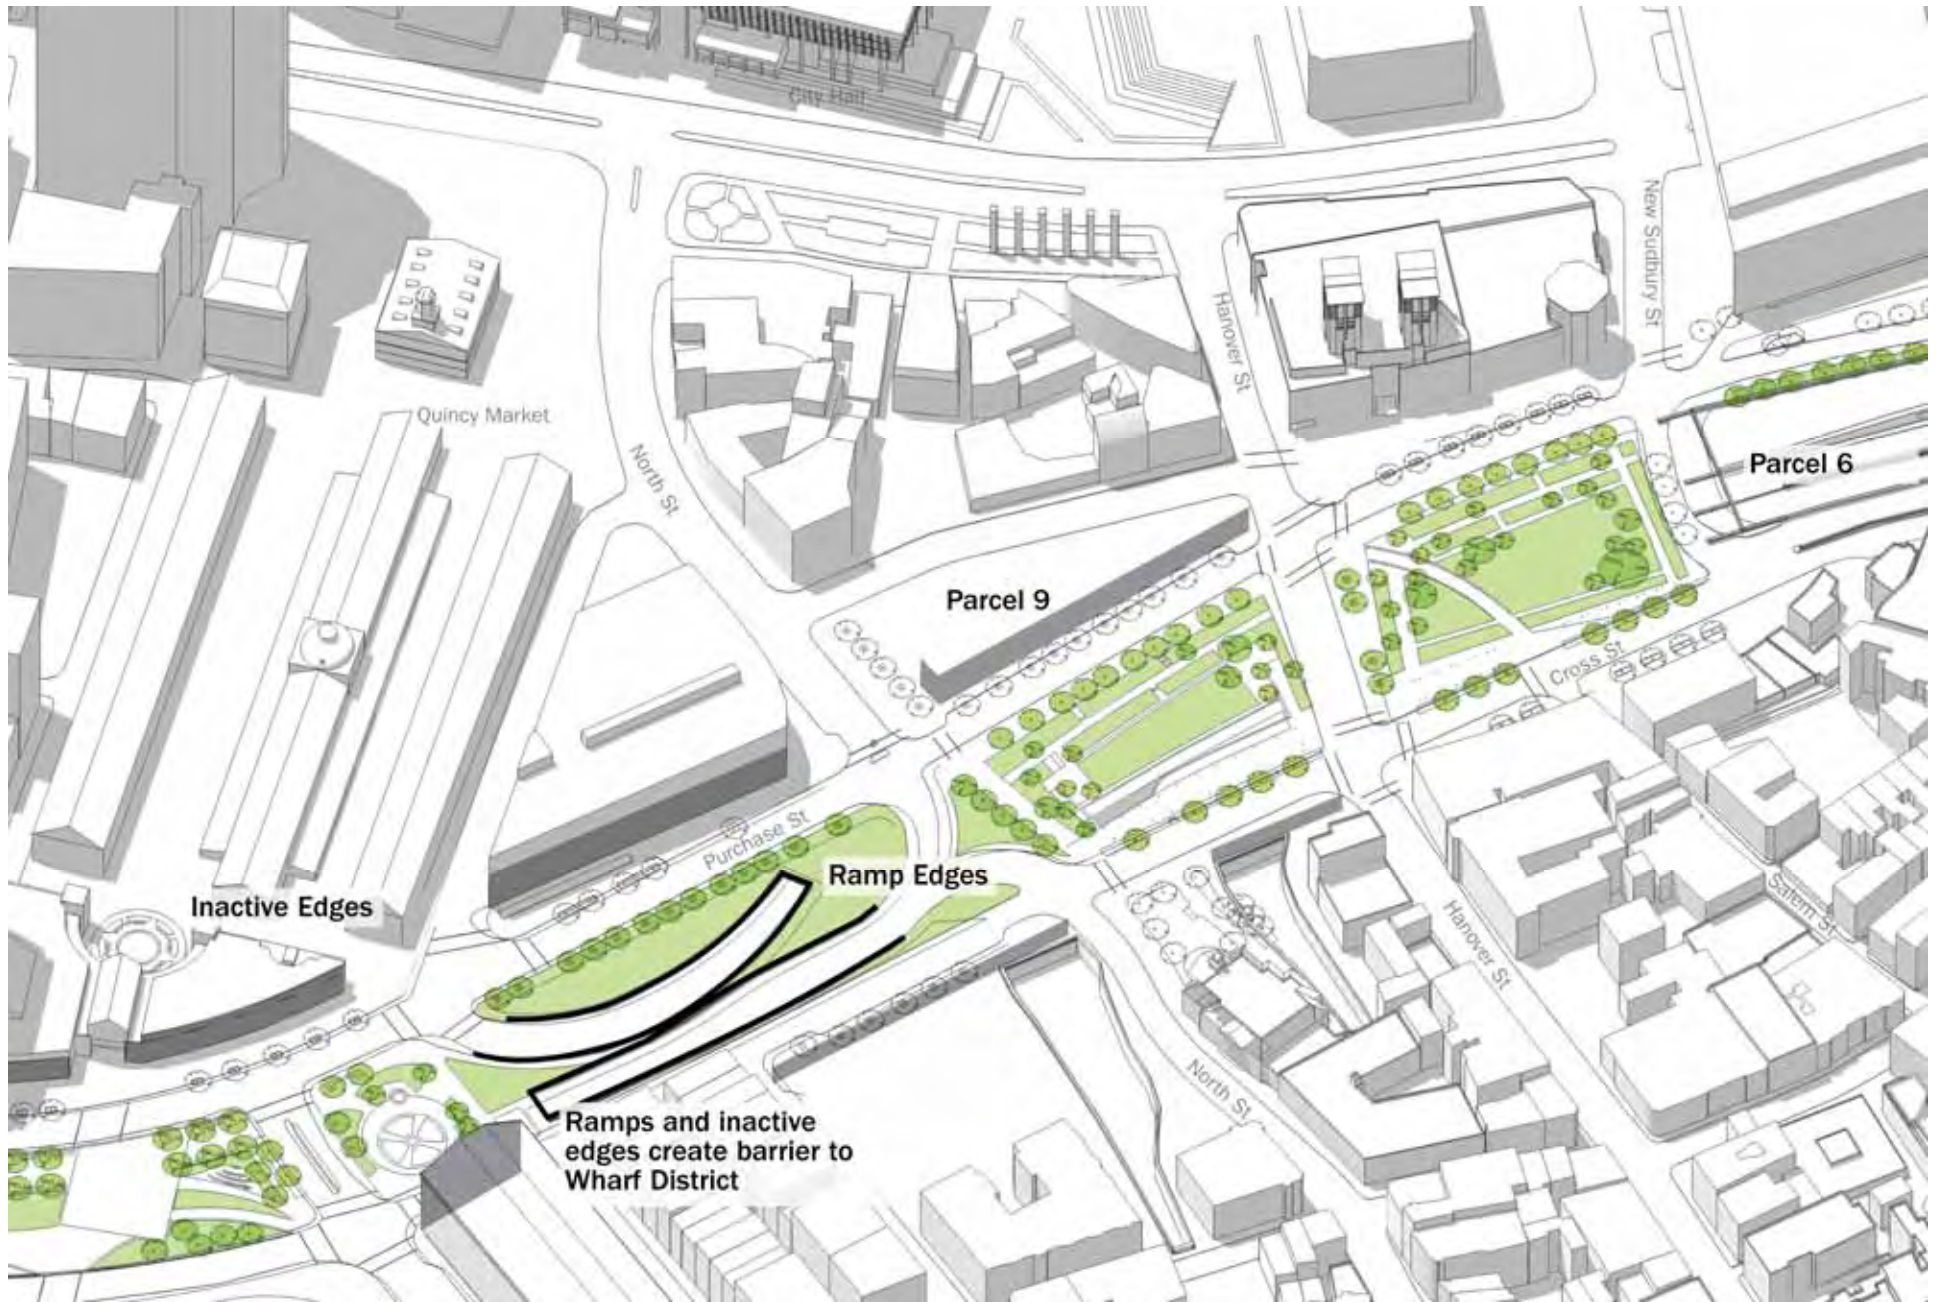 City Hall
New Sudbury St
Hanover St
Quincy Market
North St
Parcel 6
Parcel 9
Cross St
Purchase St
Ramp Edges
Inactive Edges
Salem St
Hanover St
North St
Ramps and inactive
edges create barrier to
Wharf District